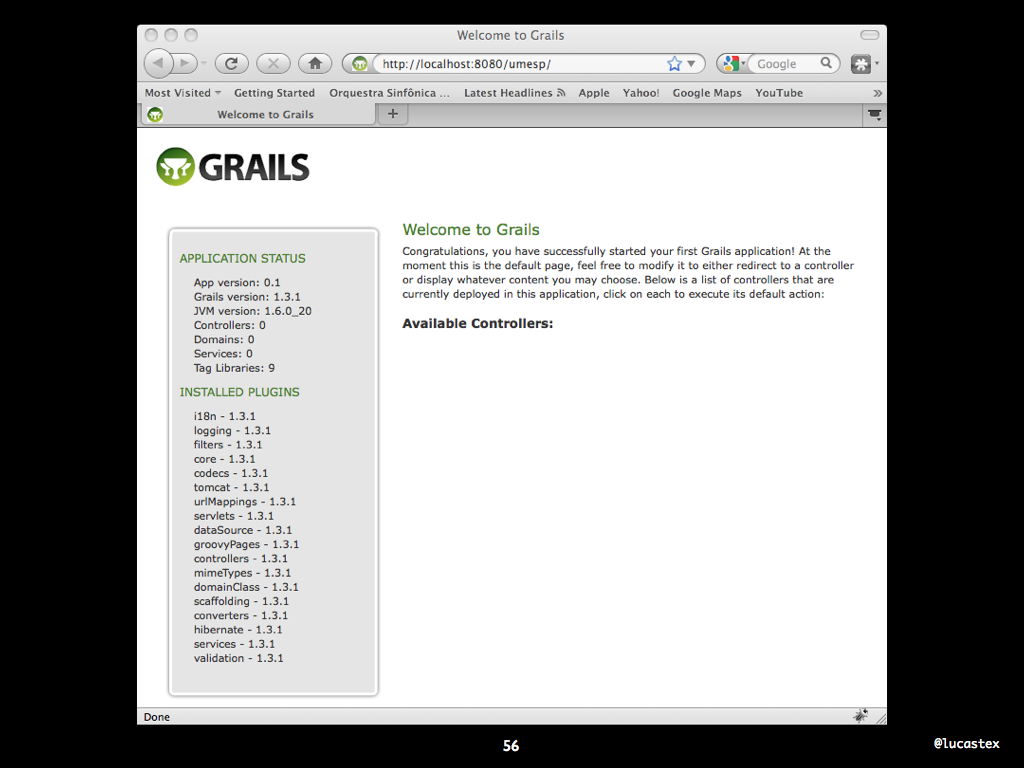 Welcome to Grails
http://localhost:8080/umesp/
Google
Most Visited Getting Started Orquestra Sinfônica ... Latest Headlines Apple Yahoo! Google Maps YouTube »
Welcome to Grails +
GRAILS
APPLICATION STATUS
App version: 0.1
Grails version: 1.3.1
JVM version: 1.6.0_20
Controllers: 0
Domains: 0
Services: 0
Tag Libraries: 9
INSTALLED PLUGINS
i18n - 1.3.1
logging - 1.3.1
filters - 1.3.1
core - 1.3.1
codecs - 1.3.1
tomcat - 1.3.1
urlMappings - 1.3.1
servlets - 1.3.1
dataSource - 1.3.1
groovyPages - 1.3.1
controllers - 1.3.1
mimeTypes - 1.3.1
domainClass - 1.3.1
scaffolding - 1.3.1
converters - 1.3.1
hibernate - 1.3.1
services - 1.3.1
validation - 1.3.1
Welcome to Grails
Congratulations, you have successfully started your first Grails application! At the
moment this is the default page, feel free to modify it to either redirect to a controller
or display whatever content you may choose. Below is a list of controllers that are
currently deployed in this application, click on each to execute its default action:
Available Controllers:
Done
56
@lucastex